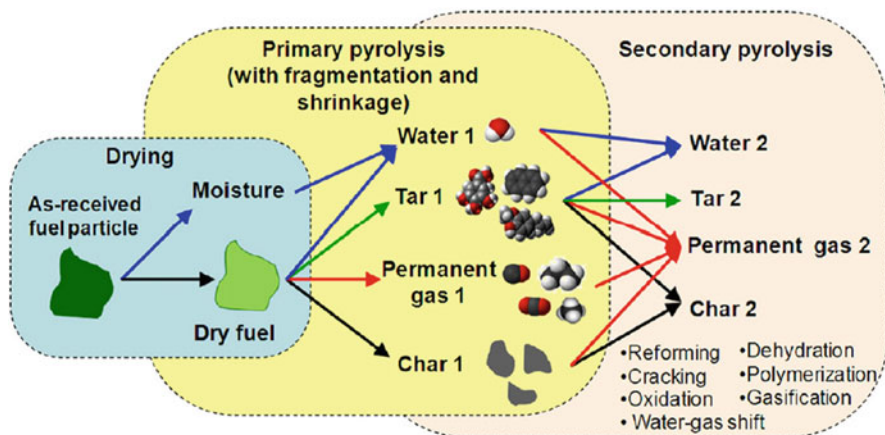 Primary pyrolysis
(with fragmentation and
shrinkage)
Secondary pyrolysis
Drying
As-received
fuel particle
Moisture
Dry fuel
Water 1
Tar 1
Permanent
gas 1
Char 1
Water 2
Tar 2
Permanent gas 2
Char 2
•Reforming
•Cracking
•Oxidation
•Water-gas shift
•Dehydration
•Polymerization
•Gasification